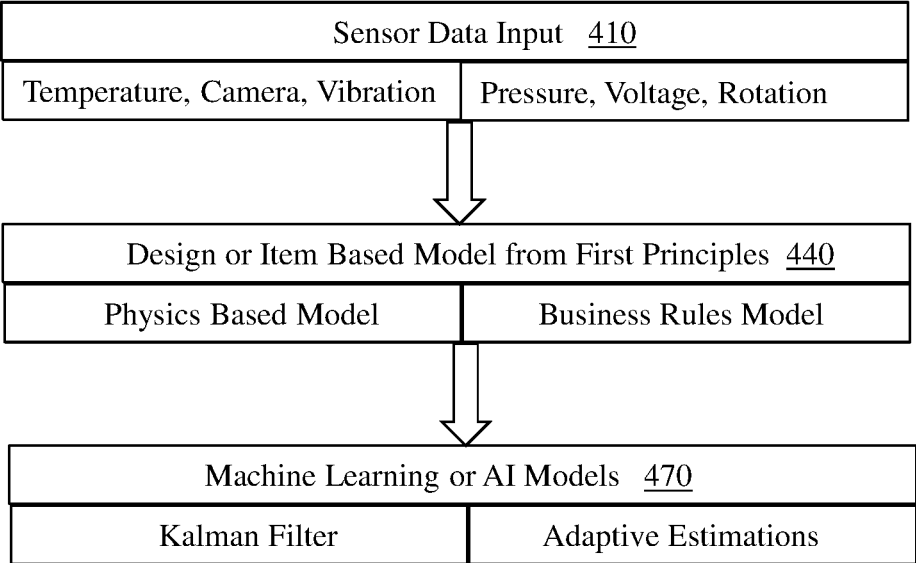 Sensor Data Input 410
Temperature, Camera, Vibration Pressure, Voltage, Rotation
Design or Item Based Model from First Principles 440
Physics Based Model Business Rules Model
Machine Learning or AI Models 470
Kalman Filter Adaptive Estimations